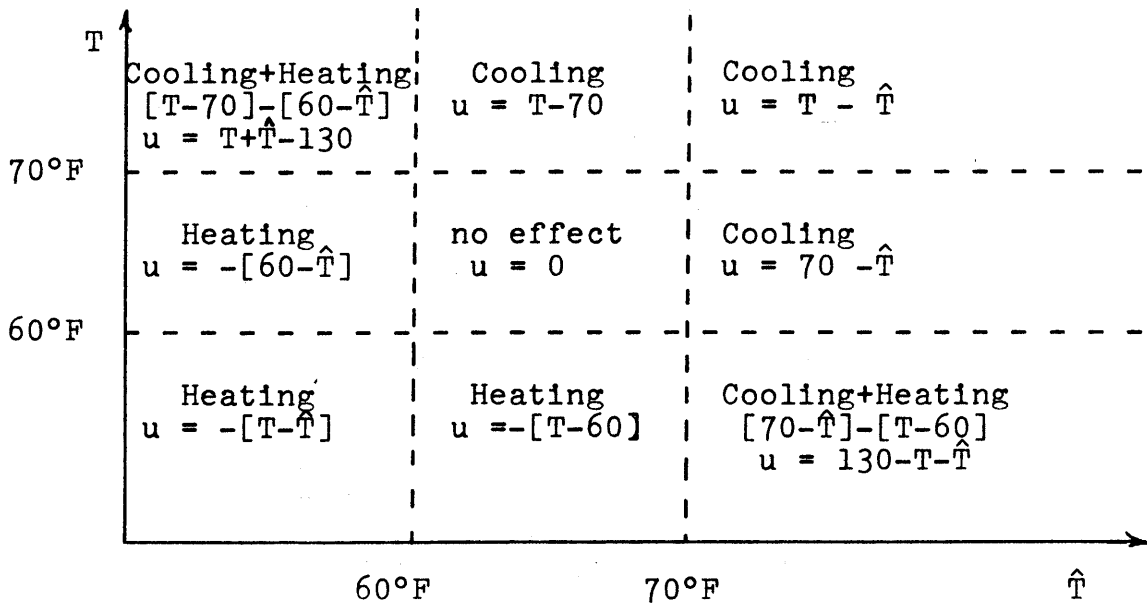 T
Cooling+Heating
[T-70]-[60-T̂]
u = T+T̂-130
Cooling
u = T-70
Cooling
u = T - T̂
70°F
Heating
u = -[60-T̂]
no effect
u = 0
Cooling
u = 70 -T̂
60°F
Heating
u = -[T-T̂]
Heating
u =-[T-60]
Cooling+Heating
[70-T̂]-[T-60]
u = 130-T-T̂
60°F
70°F
T̂